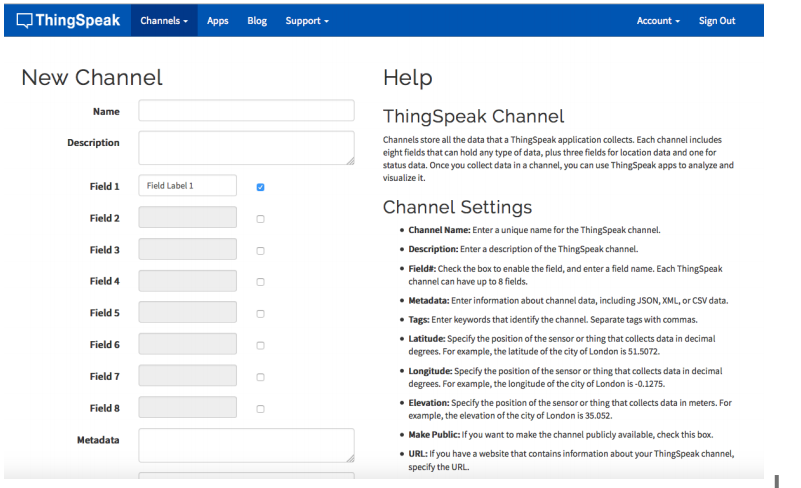 ThingSpeak Channels Apps Blog Support Account Sign Out
New Channel
Name
Description
Field 1 Field Label 1
Field 2
Field 3
Field 4
Field 5
Field 6
Field 7
Field 8
Metadata
Help
ThingSpeak Channel
Channels store all the data that a ThingSpeak application collects. Each channel includes
eight fields that can hold any type of data, plus three fields for location data and one for
status data. Once you collect data in a channel, you can use ThingSpeak apps to analyze and
visualize it.
Channel Settings
• Channel Name: Enter a unique name for the ThingSpeak channel.
• Description: Enter a description of the ThingSpeak channel.
• Field#: Check the box to enable the field, and enter a field name. Each ThingSpeak
channel can have up to 8 fields.
• Metadata: Enter information about channel data, including JSON, XML, or CSV data.
• Tags: Enter keywords that identify the channel. Separate tags with commas.
• Latitude: Specify the position of the sensor or thing that collects data in decimal
degrees. For example, the latitude of the city of London is 51.5072.
• Longitude: Specify the position of the sensor or thing that collects data in decimal
degrees. For example, the longitude of the city of London is -0.1275.
• Elevation: Specify the position of the sensor or thing that collects data in meters. For
example, the elevation of the city of London is 35.052.
• Make Public: If you want to make the channel publicly available, check this box.
• URL: If you have a website that contains information about your ThingSpeak channel,
specify the URL.